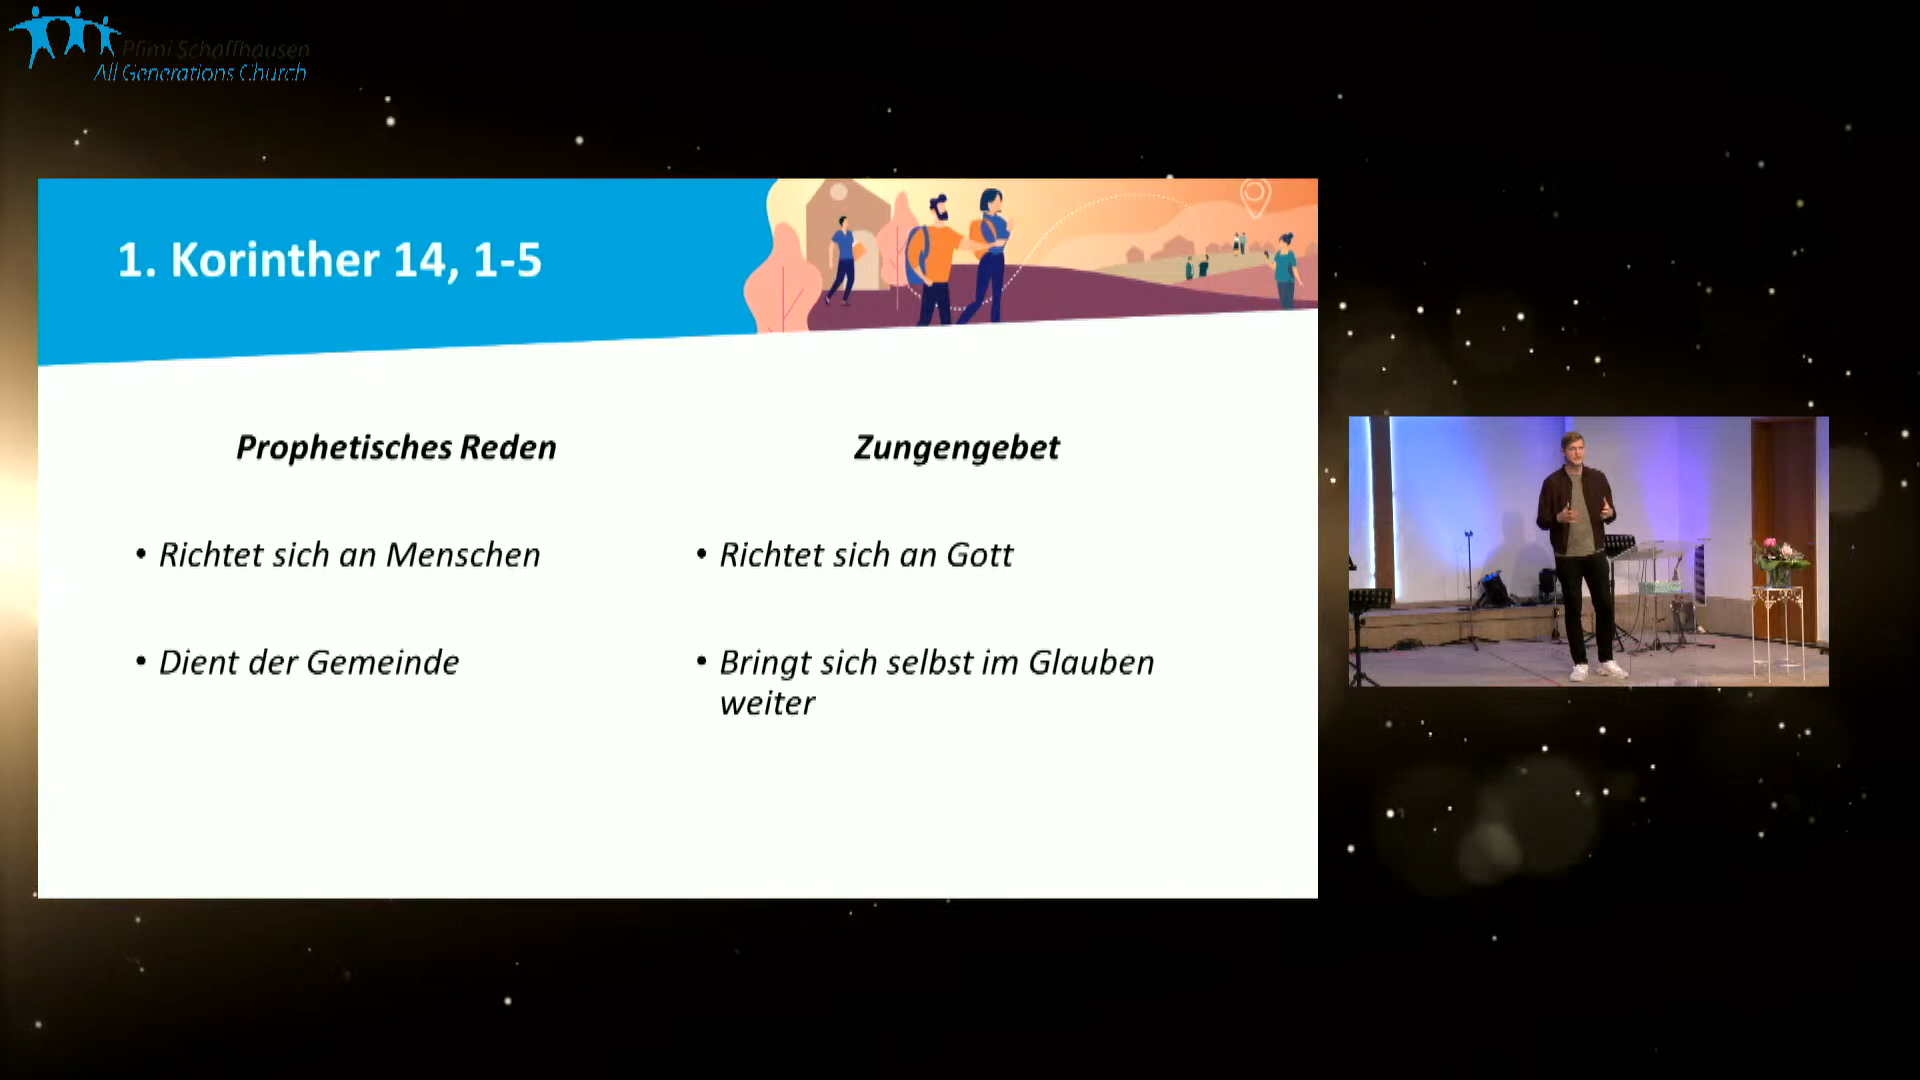 Pfimi Schaffhausen
All Generations Church
1. Korinther 14, 1-5
Prophetisches Reden
Zungengebet
• Richtet sich an Menschen
• Richtet sich an Gott
• Dient der Gemeinde
• Bringt sich selbst im Glauben
weiter